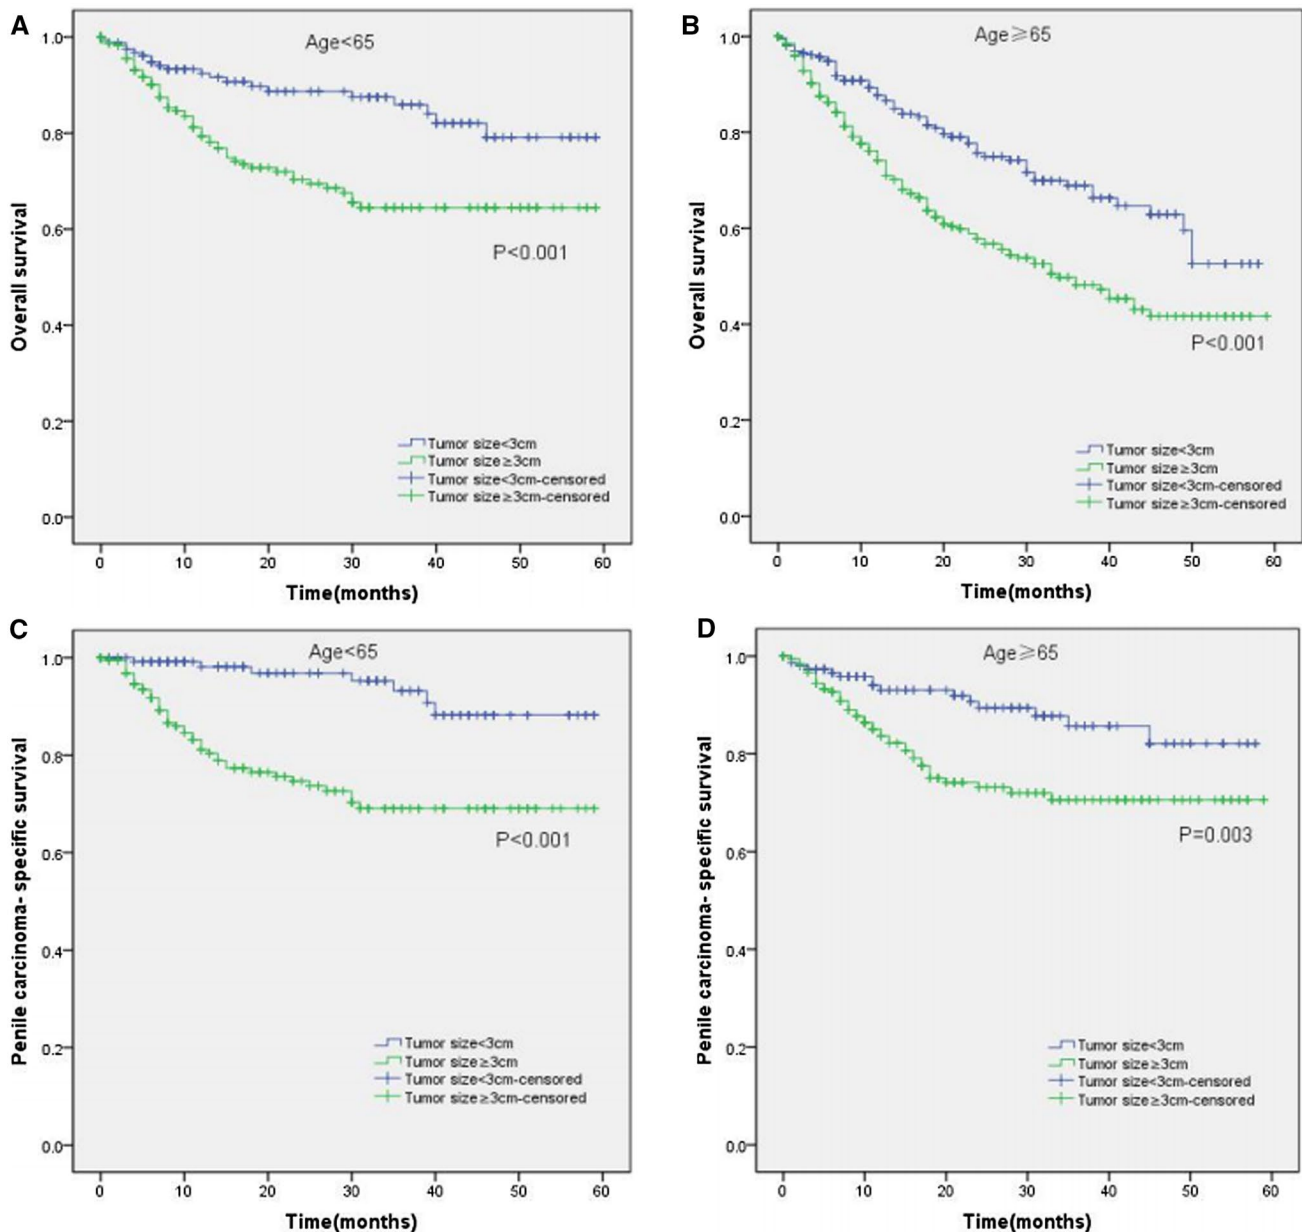 A
Age<65
1.0
0.8
0.6
0.4
0.2
0.0
Overall survival
P<0.001
Tumor size<3cm
Tumor size≥3cm
Tumor size<3cm-censored
Tumor size≥3cm-censored
0 10 20 30 40 50 60
Time(months)
B
Age≥65
1.0
0.8
0.6
0.4
0.2
0.0
Overall survival
P<0.001
Tumor size<3cm
Tumor size≥3cm
Tumor size<3cm-censored
Tumor size≥3cm-censored
0 10 20 30 40 50 60
Time(months)
C
Age<65
1.0
0.8
0.6
0.4
0.2
0.0
Penile carcinoma- specific survival
P<0.001
Tumor size<3cm
Tumor size≥3cm
Tumor size<3cm-censored
Tumor size≥3cm-censored
0 10 20 30 40 50 60
Time(months)
D
Age≥65
1.0
0.8
0.6
0.4
0.2
0.0
Penile carcinoma- specific survival
P=0.003
Tumor size<3cm
Tumor size≥3cm
Tumor size<3cm-censored
Tumor size≥3cm-censored
0 10 20 30 40 50 60
Time(months)